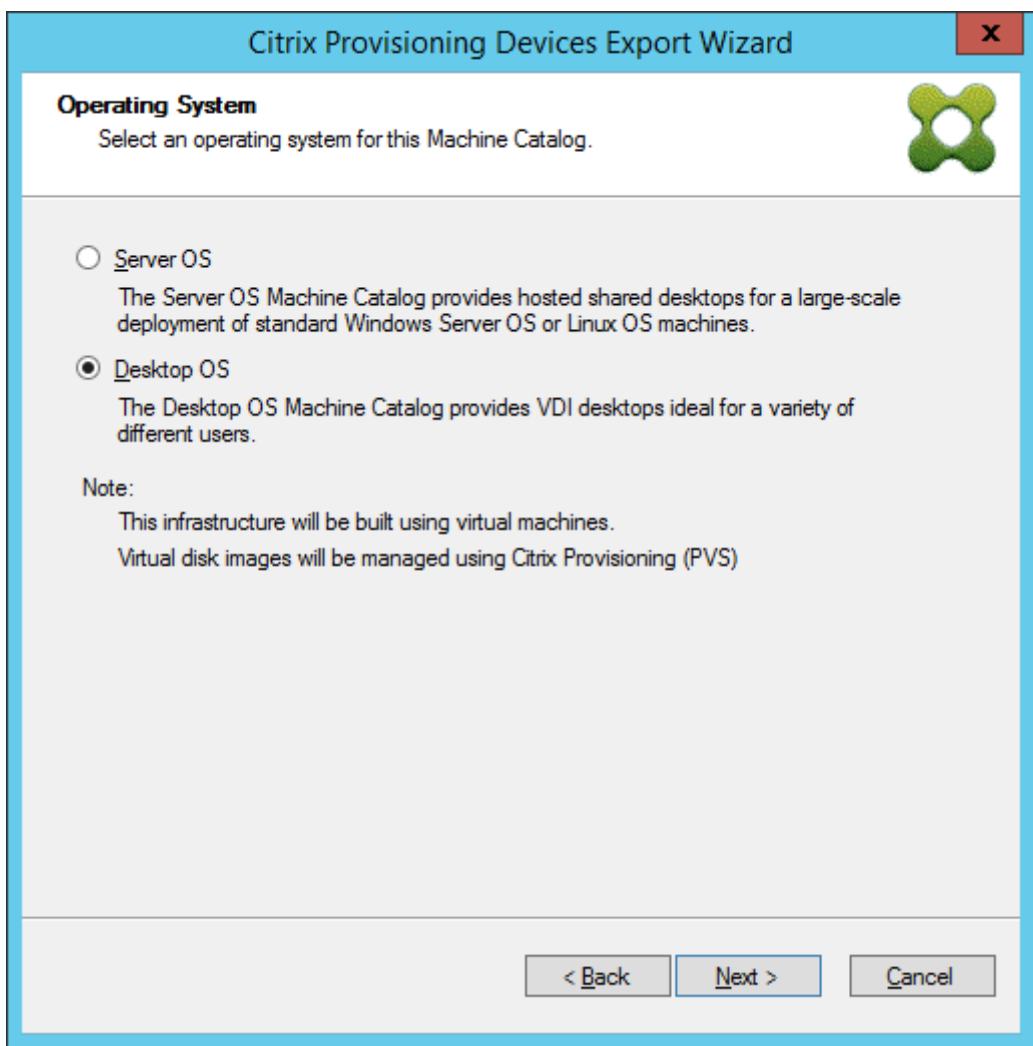 Citrix Provisioning Devices Export Wizard
x
Operating System
Select an operating system for this Machine Catalog.
Server OS
The Server OS Machine Catalog provides hosted shared desktops for a large-scale
deployment of standard Windows Server OS or Linux OS machines.
Desktop OS
The Desktop OS Machine Catalog provides VDI desktops ideal for a variety of
different users.
Note:
This infrastructure will be built using virtual machines.
Virtual disk images will be managed using Citrix Provisioning (PVS)
< Back Next > Cancel